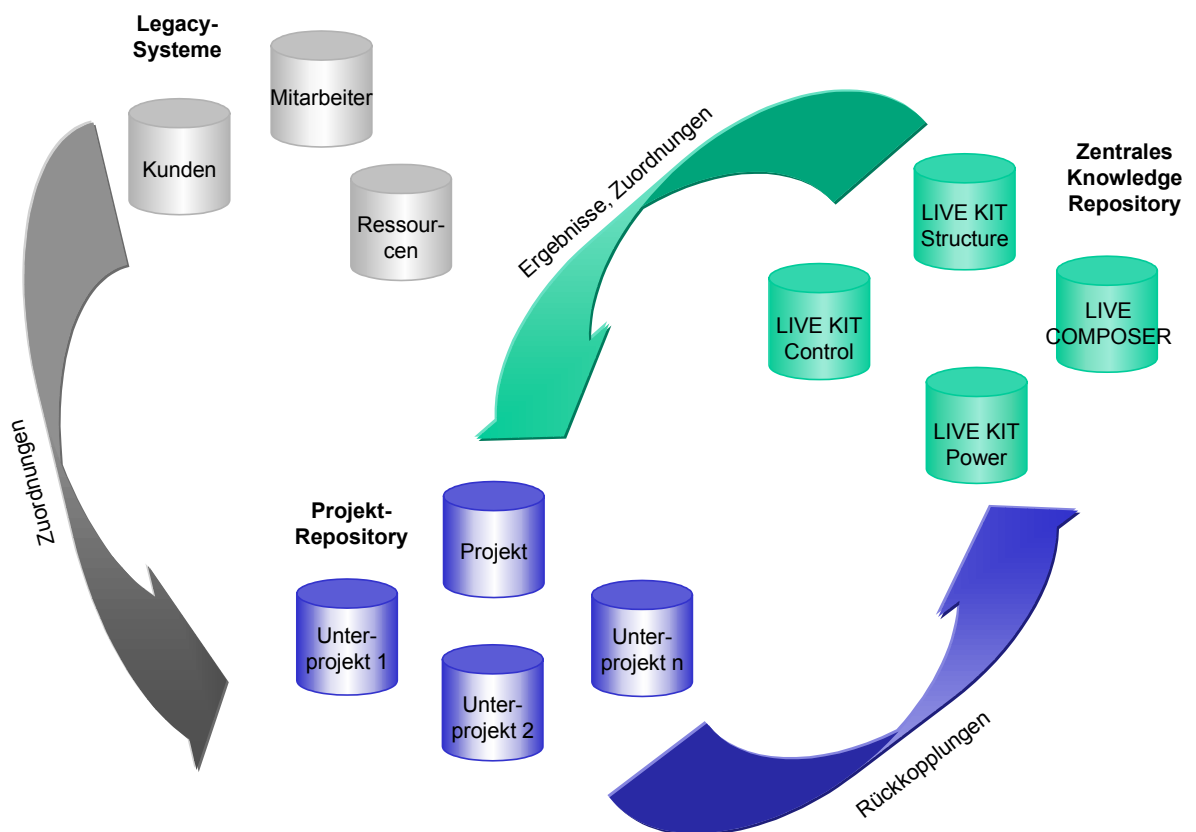 Legacy-
Systeme
Mitarbeiter
Kunden
Ressour-
cen
Zuordnungen
Ergebnisse, Zuordnungen
Zentrales
Knowledge
Repository
LIVE KIT
Structure
LIVE KIT
Control
LIVE
COMPOSER
LIVE KIT
Power
Projekt-
Repository
Projekt
Unter-
projekt 1
Unter-
projekt 2
Unter-
projekt n
Rückkopplungen